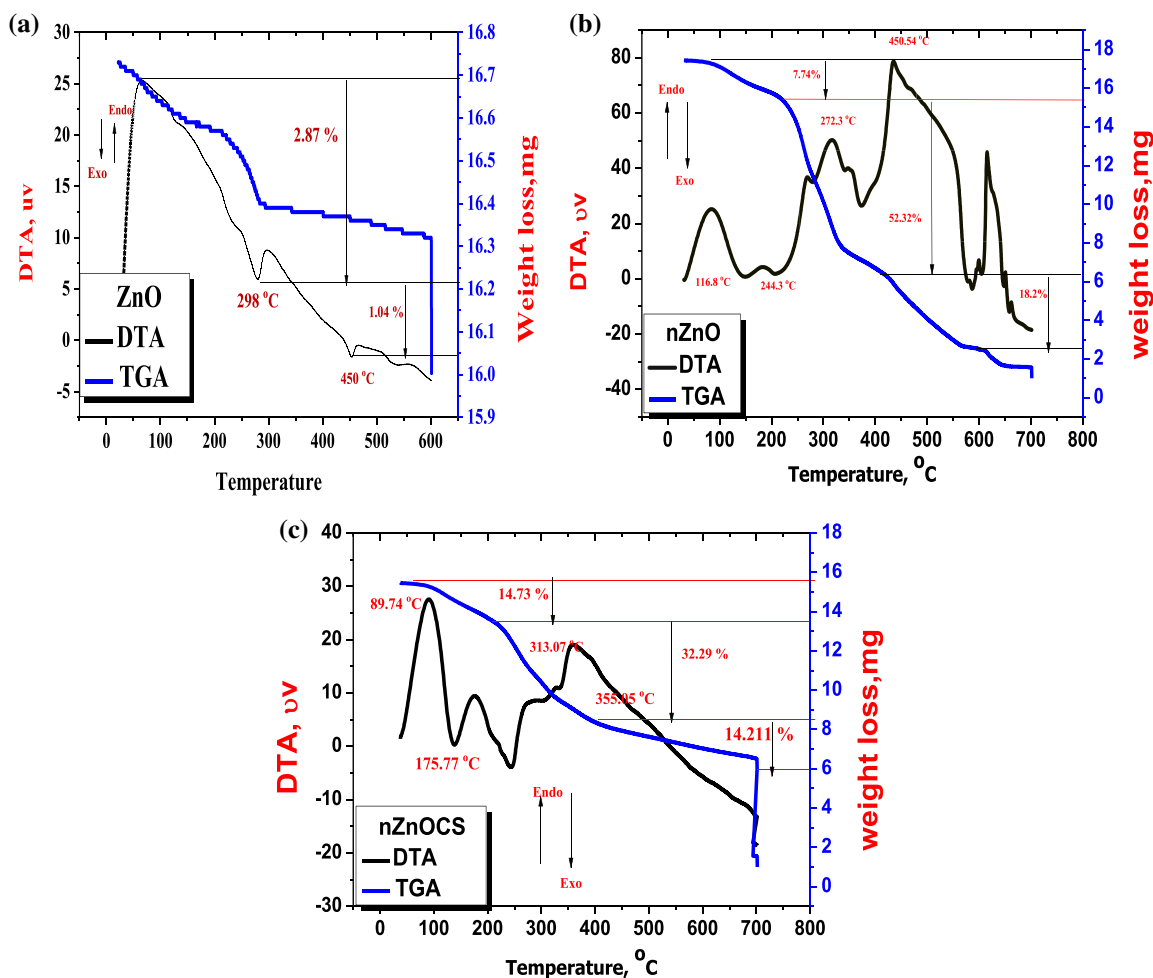 (a)
30
25
20
15
10
5
0
-5
DTA, uv
Endo
Exo
2.87 %
298 °C
1.04 %
450 °C
ZnO
DTA
TGA
0 100 200 300 400 500 600
Temperature
16.8
16.7
16.6
16.5
16.4
16.3
16.2
16.1
16.0
15.9
Weight loss,mg
(b)
80
60
40
20
0
-20
-40
DTA, υv
Endo
Exo
450.54 °C
7.74%
272.3 °C
52.32%
116.8 °C
244.3 °C
18.2%
nZnO
DTA
TGA
0 100 200 300 400 500 600 700 800
Temperature, °C
18
16
14
12
10
8
6
4
2
0
weight loss,mg
(c)
40
30
20
10
0
-10
-20
-30
DTA, υv
89.74 °C
14.73 %
313.07 °C
32.29 %
355.05 °C
14.211 %
175.77 °C
Endo
Exo
nZnOCS
DTA
TGA
0 100 200 300 400 500 600 700 800
Temperature, °C
18
16
14
12
10
8
6
4
2
0
weight loss,mg